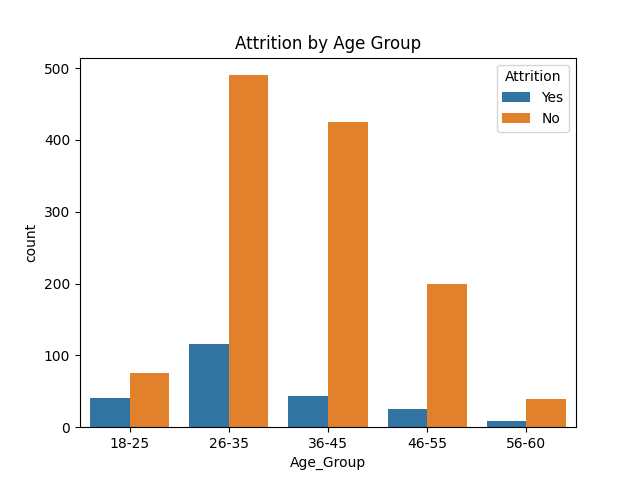 Attrition by Age Group
Attrition
Yes
No
500
400
300
200
100
0
count
18-25
26-35
36-45
46-55
56-60
Age_Group